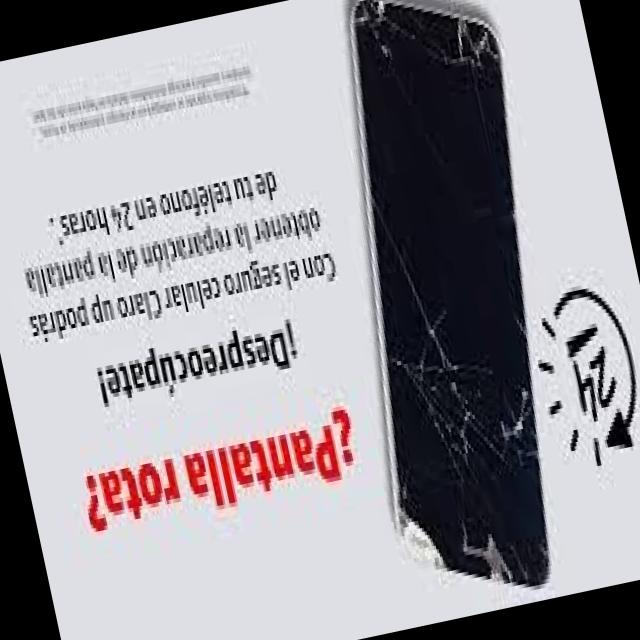 ¿Pantalla rota?
¡Despreocúpate!
Con el seguro celular Claro up podrás
obtener la reparación de la pantalla
de tu teléfono en 24 horas*.
24